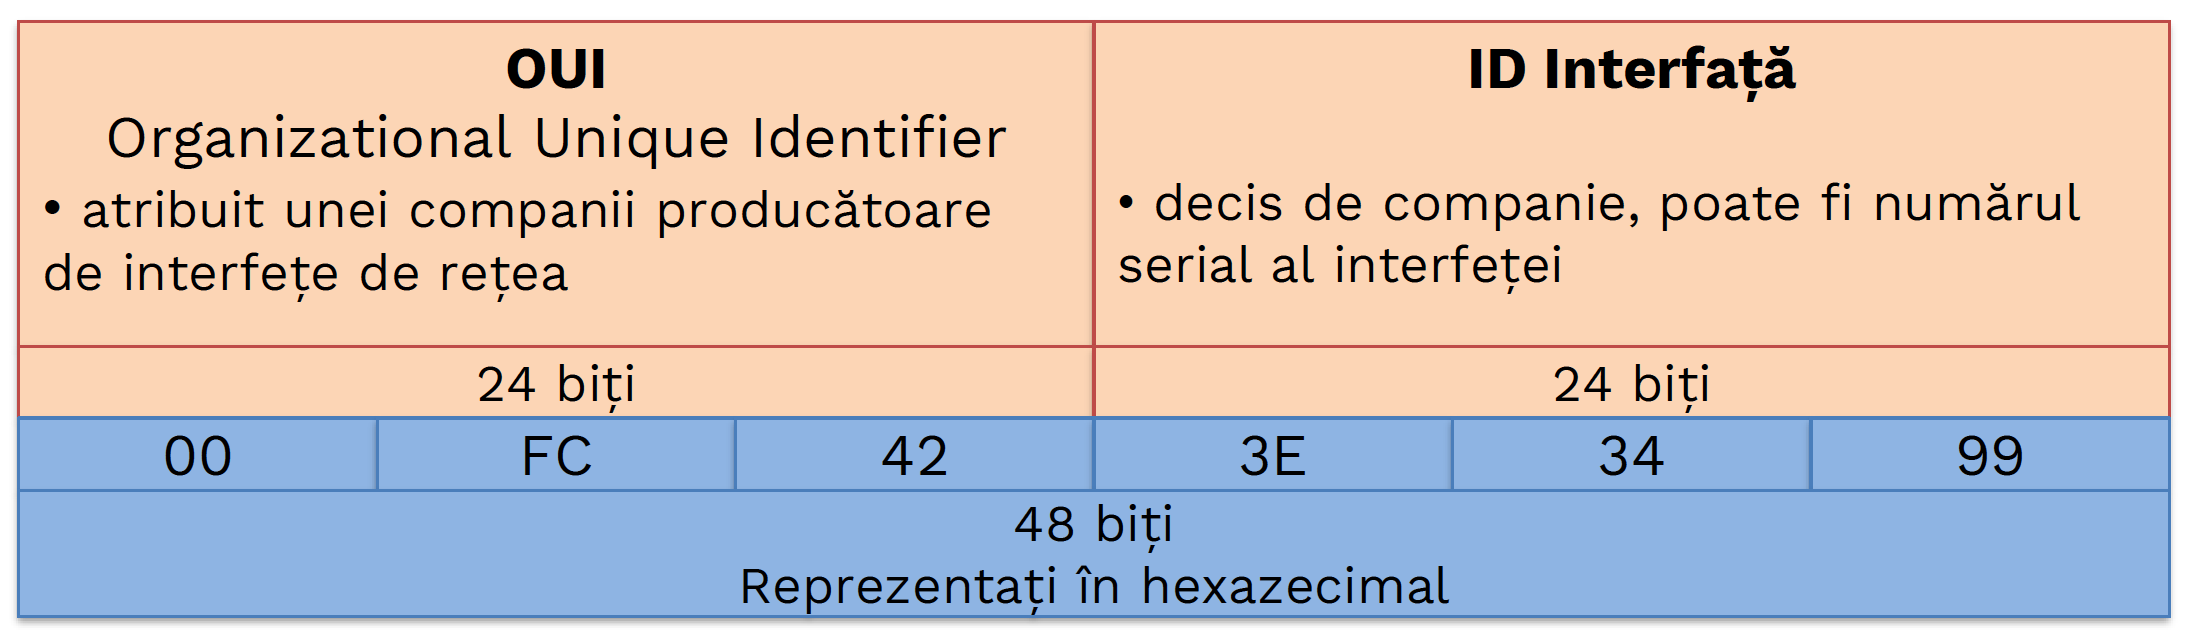 OUI
Organizational Unique Identifier
• atribuit unei companii producătoare
de interfețe de rețea
ID Interfață
• decis de companie, poate fi numărul
serial al interfeței
24 biți
24 biți
00 FC 42 3E 34 99
48 biți
Reprezentați în hexazecimal